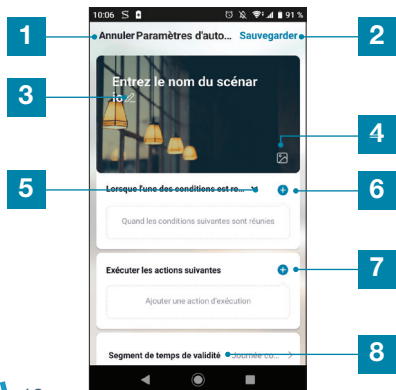 10:06 S 91 %
1 Annuler Paramètres d'auto... Sauvegarder 2
3 Entrez le nom du scénar
io
4
5 Lorsque l'une des conditions est re... 6
Quand les conditions suivantes sont réunies
Exécuter les actions suivantes 7
Ajouter une action d'exécution
Segment de temps de validité Journée co... > 8